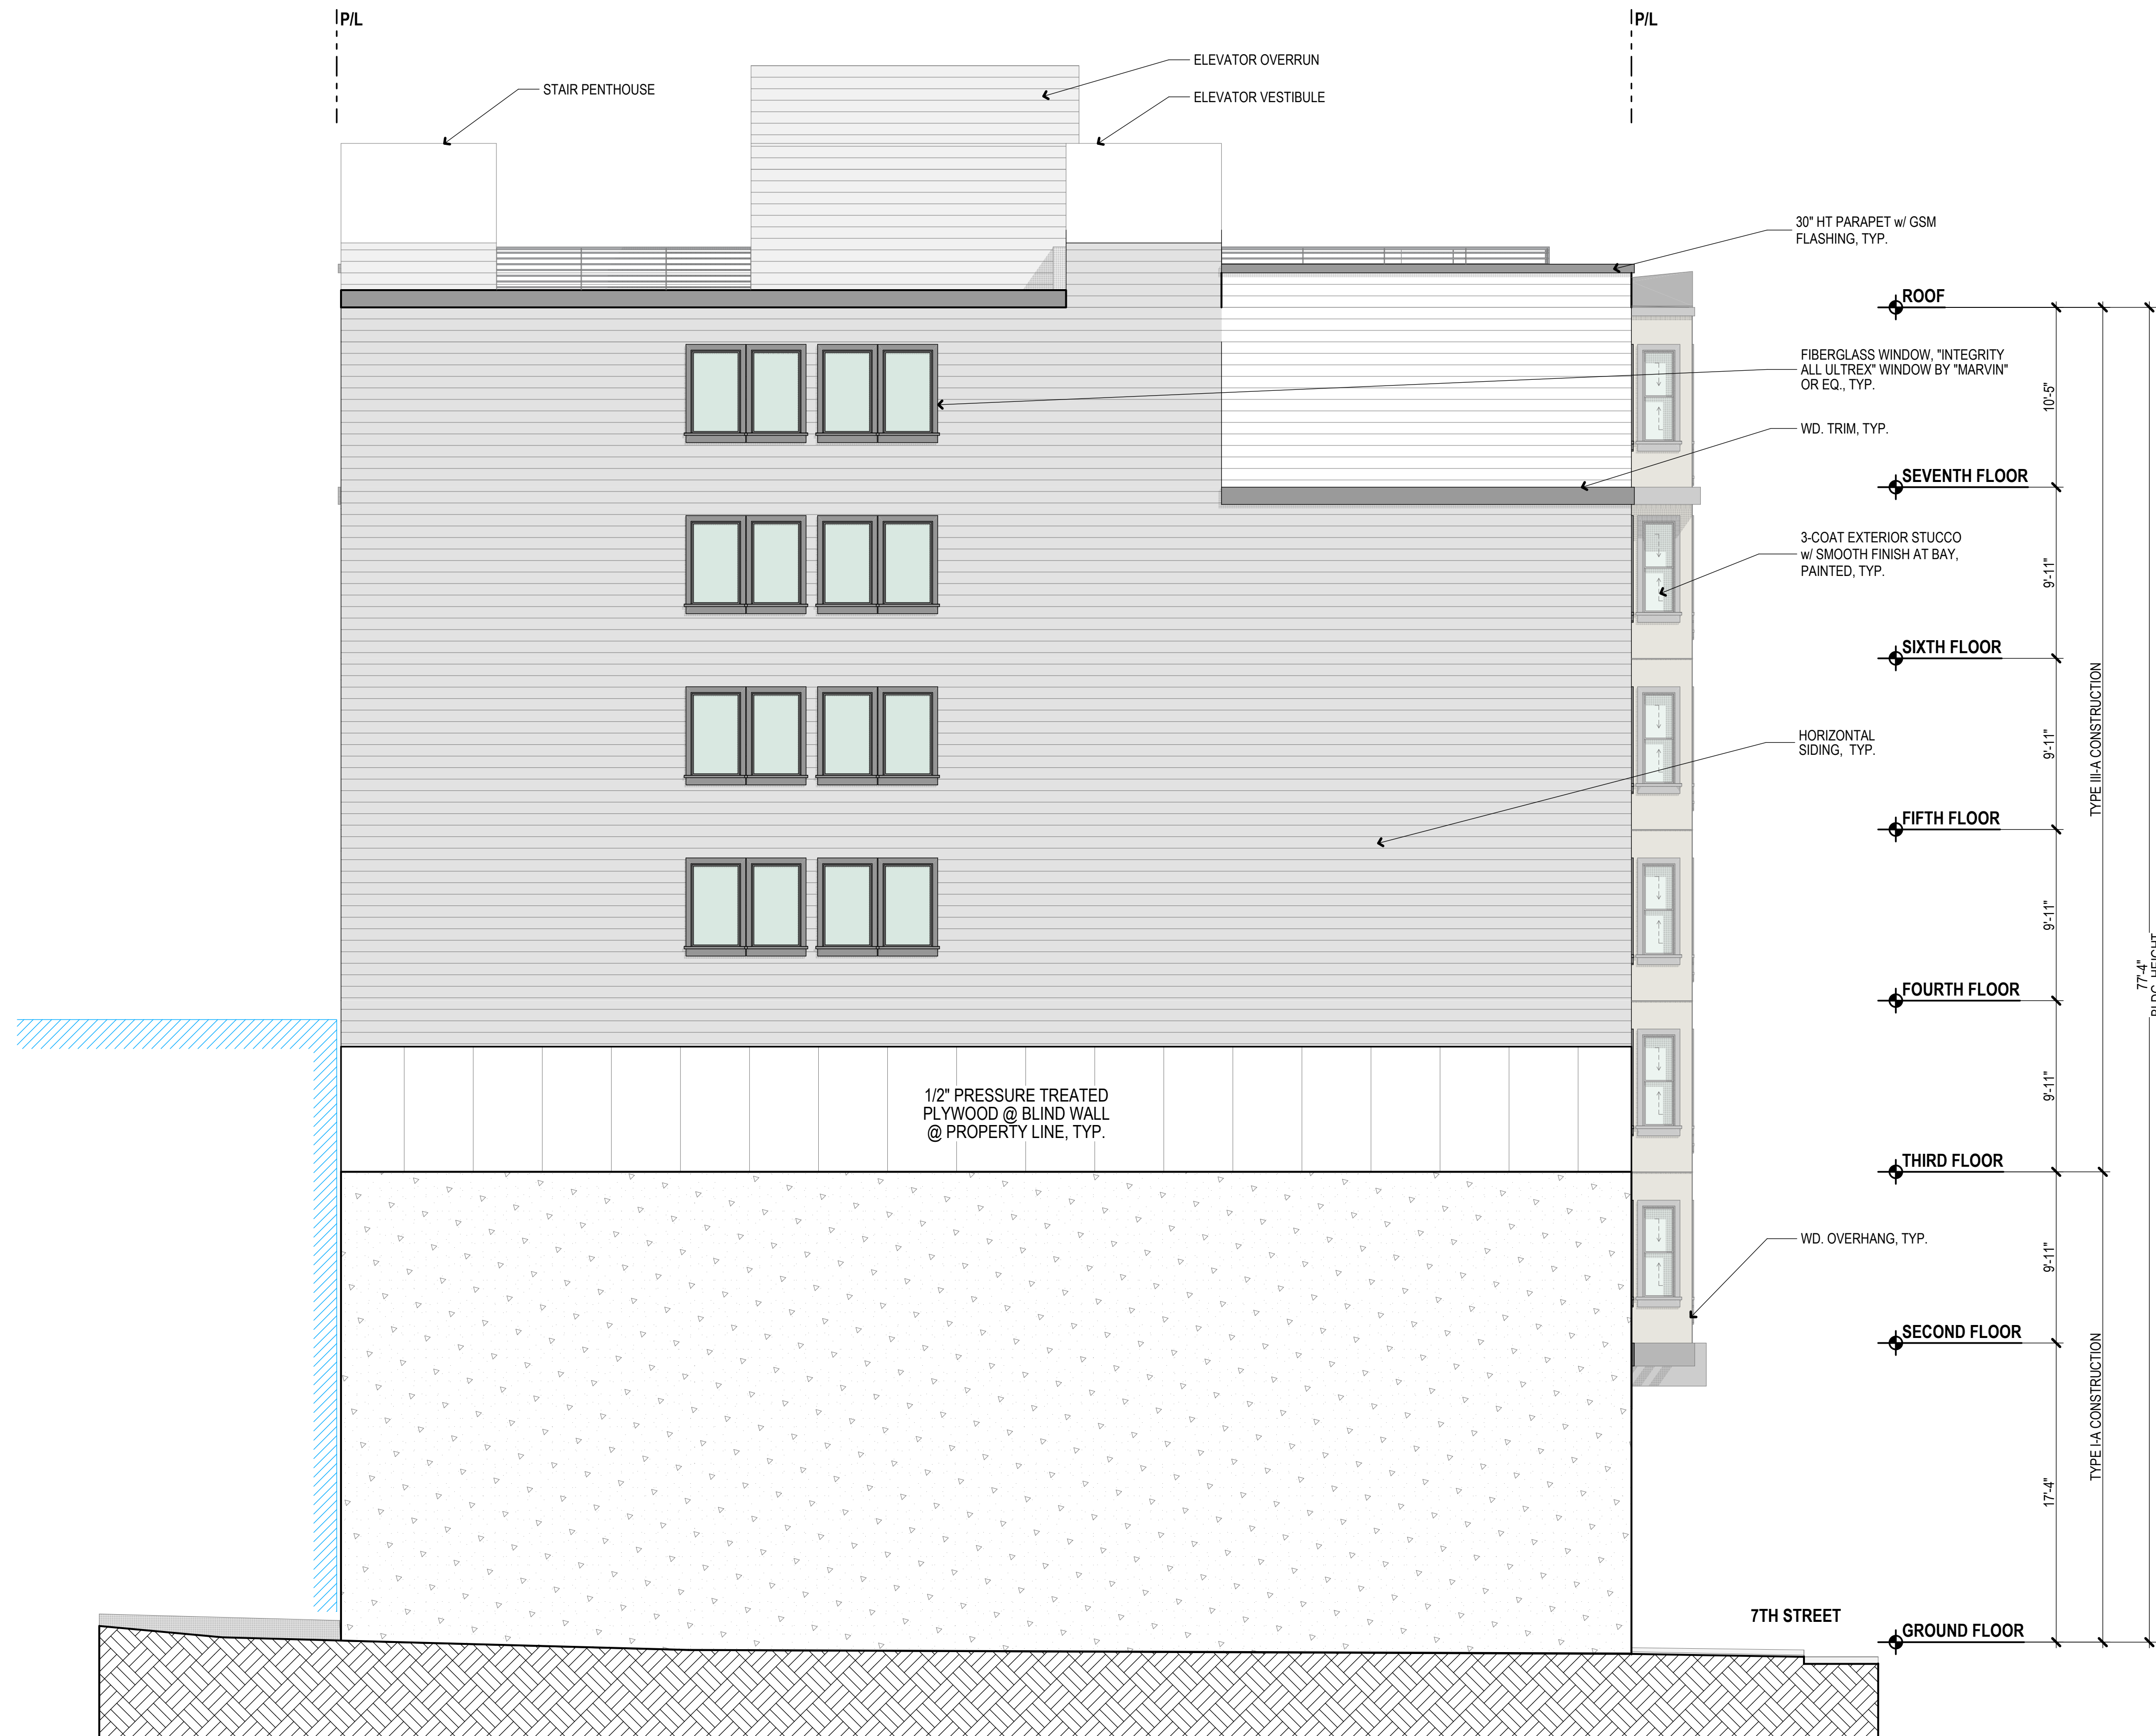 P/L
P/L
ELEVATOR OVERRUN
STAIR PENTHOUSE
ELEVATOR VESTIBULE
30" HT PARAPET w/ GSM
FLASHING, TYP.
ROOF
FIBERGLASS WINDOW, "INTEGRITY
ALL ULTREX" WINDOW BY "MARVIN"
OR EQ., TYP.
10'-5"
WD. TRIM, TYP.
SEVENTH FLOOR
3-COAT EXTERIOR STUCCO
w/ SMOOTH FINISH AT BAY,
PAINTED, TYP.
9'-11"
SIXTH FLOOR
HORIZONTAL
SIDING, TYP.
9'-11"
TYPE III-A CONSTRUCTION
FIFTH FLOOR
9'-11"
77'-4"
BLDG. HEIGHT
FOURTH FLOOR
1/2" PRESSURE TREATED
PLYWOOD @ BLIND WALL
@ PROPERTY LINE, TYP.
9'-11"
THIRD FLOOR
WD. OVERHANG, TYP.
9'-11"
SECOND FLOOR
TYPE I-A CONSTRUCTION
17'-4"
7TH STREET
GROUND FLOOR